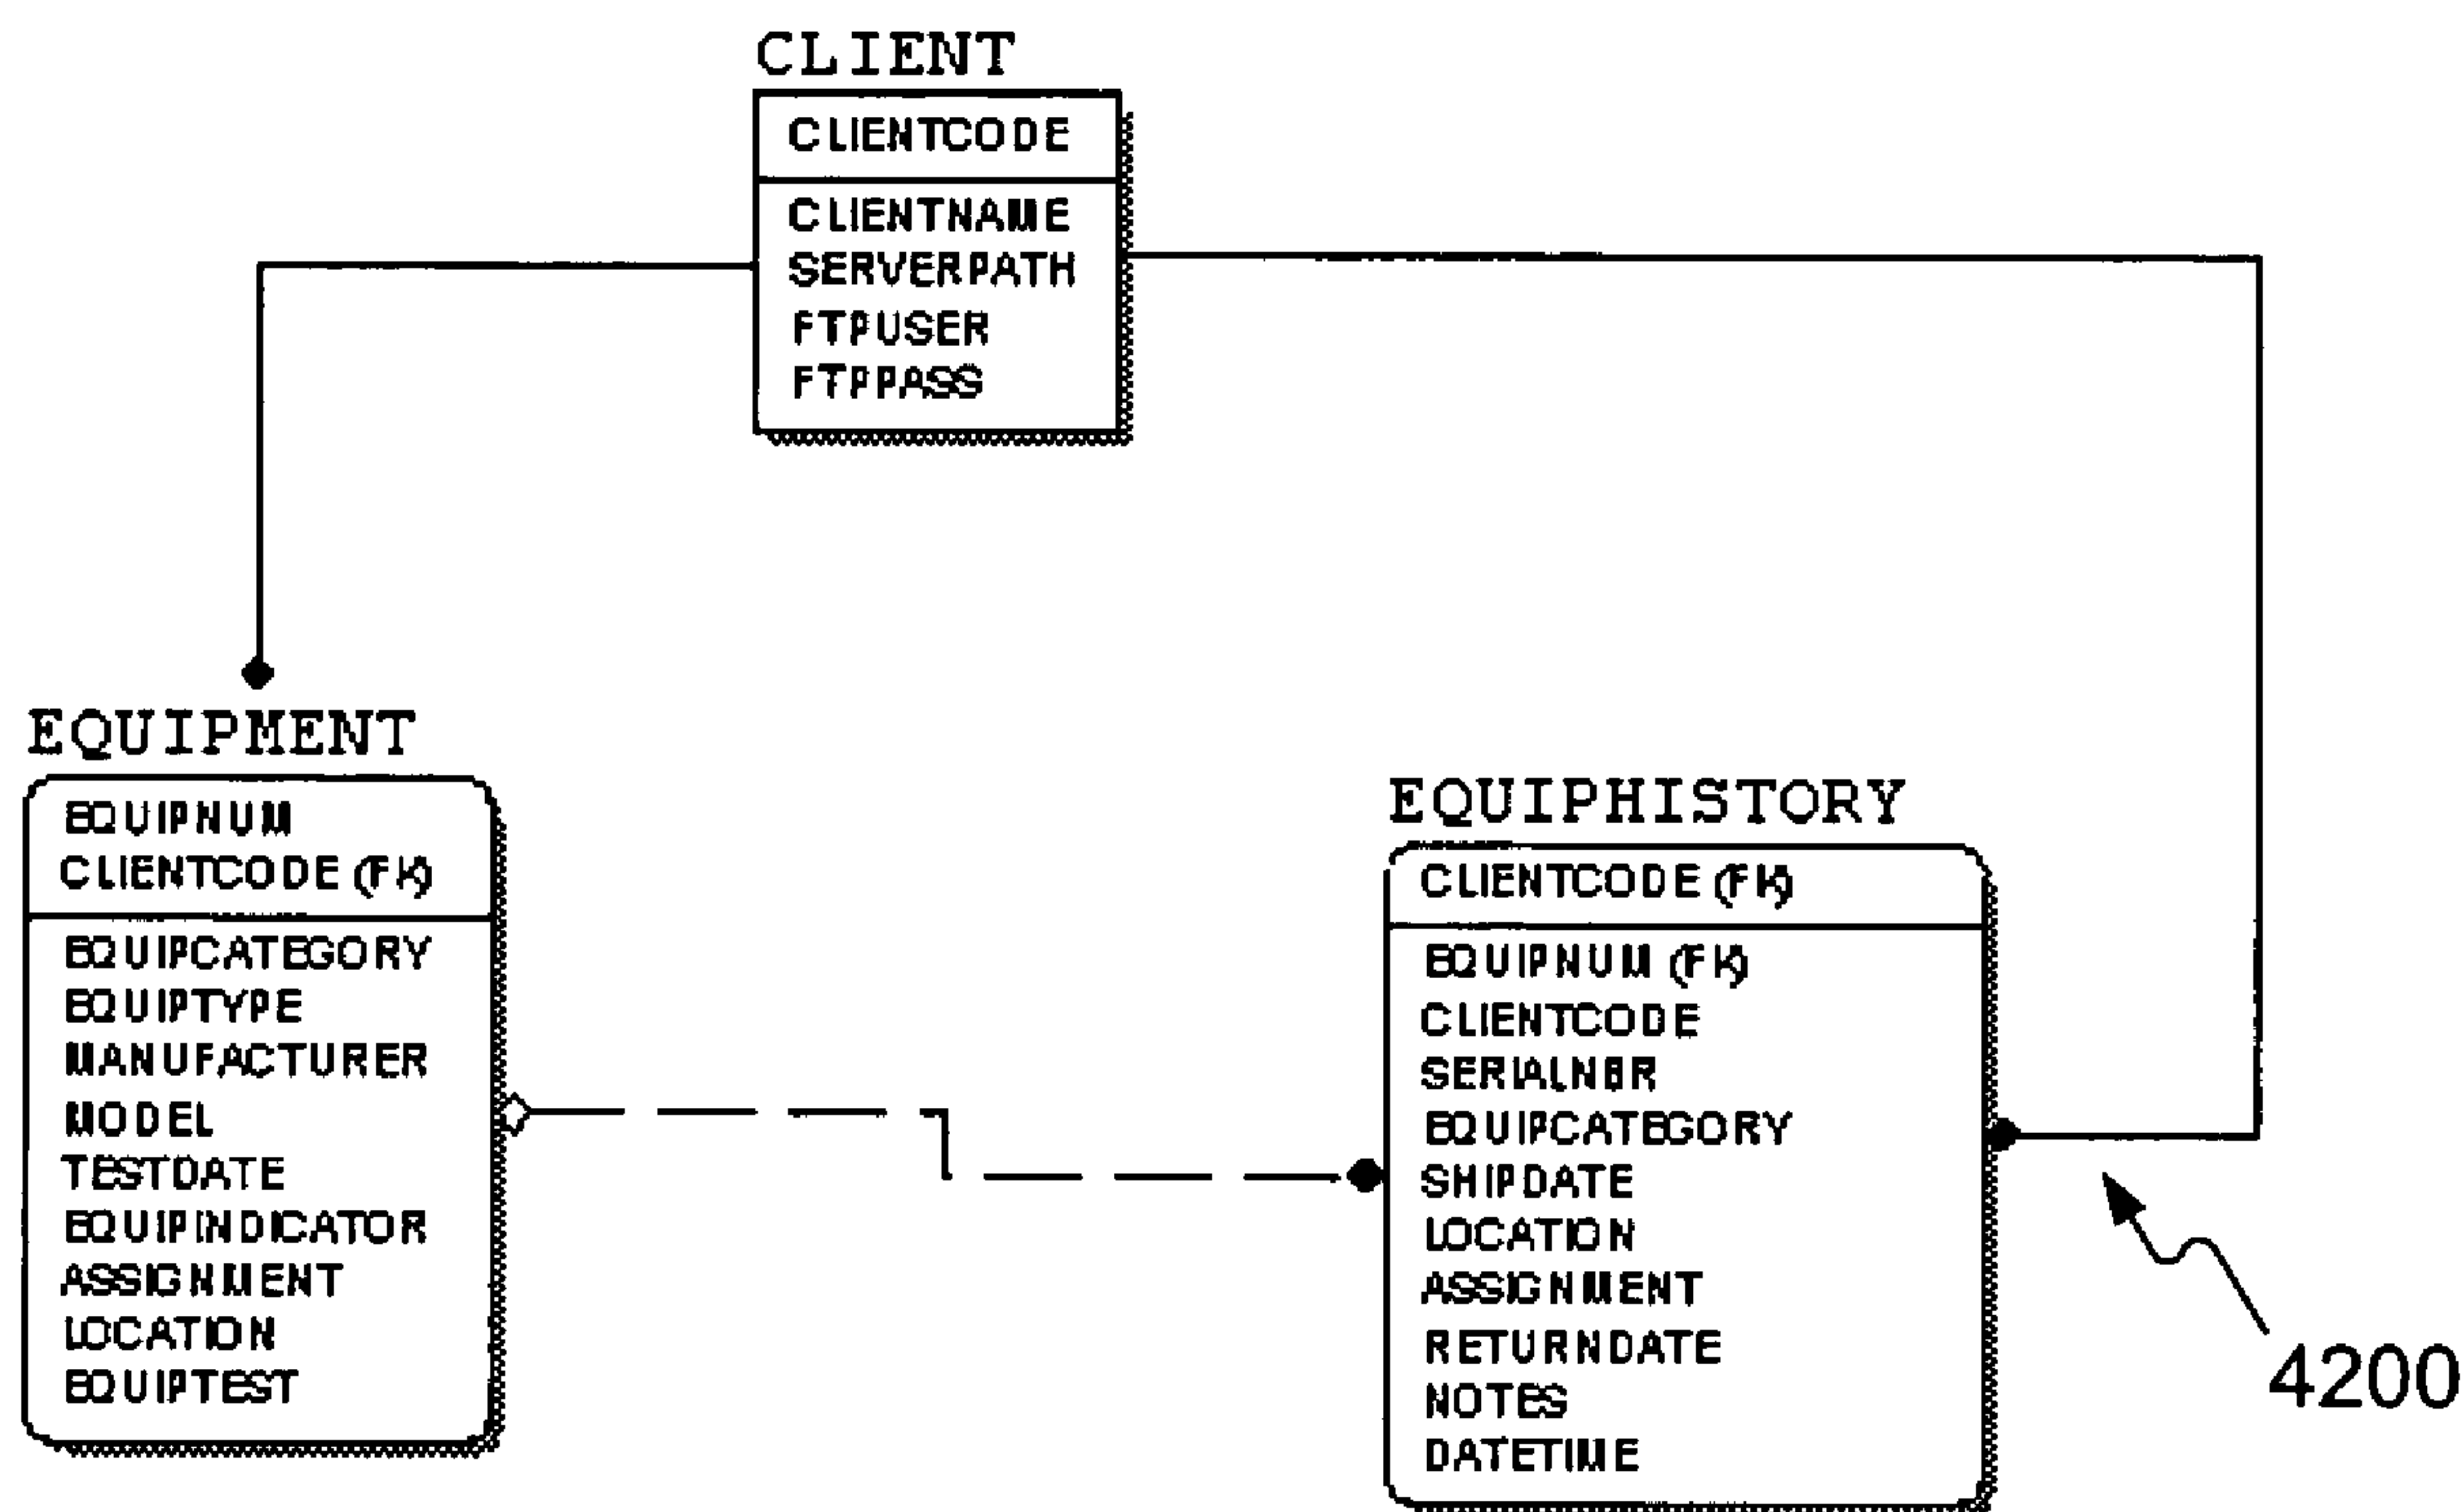 CLIENT
CLIENTCODE
CLIENTNAME
SERVERPATH
FTPUSER
FTPPASS
EQUIPMENT
EQUIPNUM
CLIENTCODE (FK)
EQUIPCATEGORY
EQUIPTYPE
MANUFACTURER
MODEL
TESTDATE
EQUIPINDICATOR
ASSIGNMENT
LOCATION
EQUIPTEST
EQUIPHISTORY
CLIENTCODE (FK)
EQUIPNUM (FK)
CLIENTCODE
SERIALNBR
EQUIPCATEGORY
SHIPDATE
LOCATION
ASSIGNMENT
RETURNDATE
NOTES
DATETIME
4200